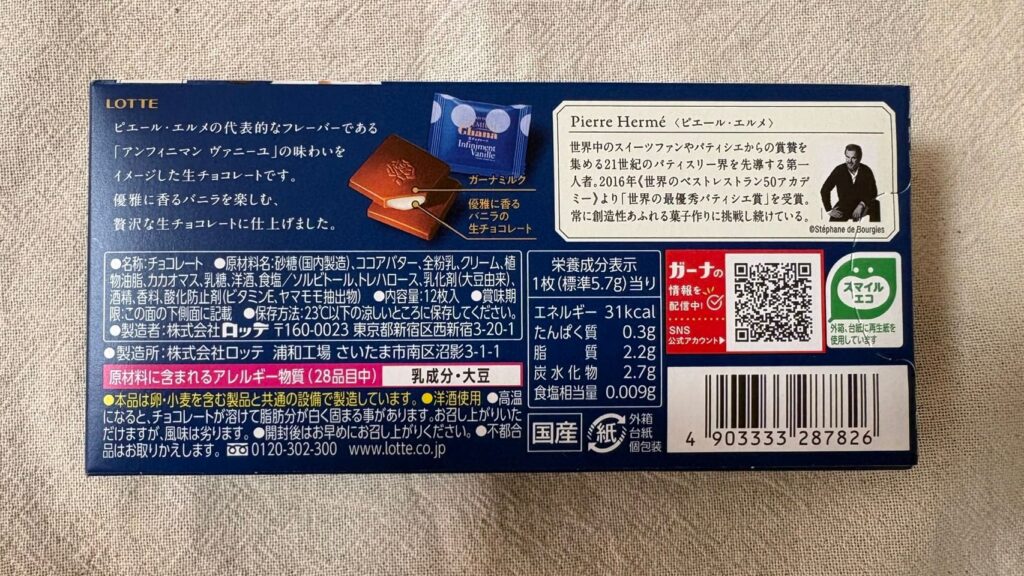 LOTTE
ピエール・エルメの代表的なフレーバーである
「アンフィニマン ヴァニーユ」の味わいを
イメージした生チョコレートです。
優雅に香るバニラを楽しむ、
贅沢な生チョコレートに仕上げました。
Ghana
Infiniment
Vanille
ガーナミルク
優雅に香る
バニラの
生チョコレート
Pierre Hermé〈ピエール・エルメ〉
世界中のスイーツファンやパティシエからの賞賛を
集める21世紀のパティスリー界を先導する第一
人者。2016年《世界のベストレストラン50アカデ
ミー》より「世界の最優秀パティシエ賞」を受賞。
常に創造性あふれる菓子作りに挑戦し続けている。
©Stéphane de Bourgies
●名称:チョコレート ●原材料名:砂糖(国内製造)、ココアバター、全粉乳、クリーム、植
物油脂、カカオマス、乳糖、洋酒、食塩/ソルビトール、トレハロース、乳化剤(大豆由来)、
酒精、香料、酸化防止剤(ビタミンE、ヤマモモ抽出物) ●内容量:12枚入 ●賞味期
限:この面の下側面に記載 ●保存方法:23℃以下の涼しいところに保存してください。
●製造者:株式会社ロッテ 〒160-0023 東京都新宿区西新宿3-20-1
●製造所:株式会社ロッテ 浦和工場 さいたま市南区沼影3-1-1
原材料に含まれるアレルギー物質(28品目中) 乳成分・大豆
●本品は卵・小麦を含む製品と共通の設備で製造しています。●洋酒使用 ●高温
になると、チョコレートが溶けて脂肪分が白く固まる事があります。お召し上がりいた
だけますが、風味は劣ります。●開封後はお早めにお召し上がりください。●不都合
品はお取りかえします。 0120-302-300 www.lotte.co.jp
栄養成分表示
1枚(標準5.7g)当り
エネルギー 31kcal
たんぱく質 0.3g
脂質 2.2g
炭水化物 2.7g
食塩相当量 0.009g
国産
紙
外箱
台紙
個包装
ガーナの
情報を
配信中!
SNS
公式アカウント▶
スマイル
エコ
外箱、台紙に再生紙を
使用しています
4 903333 287826